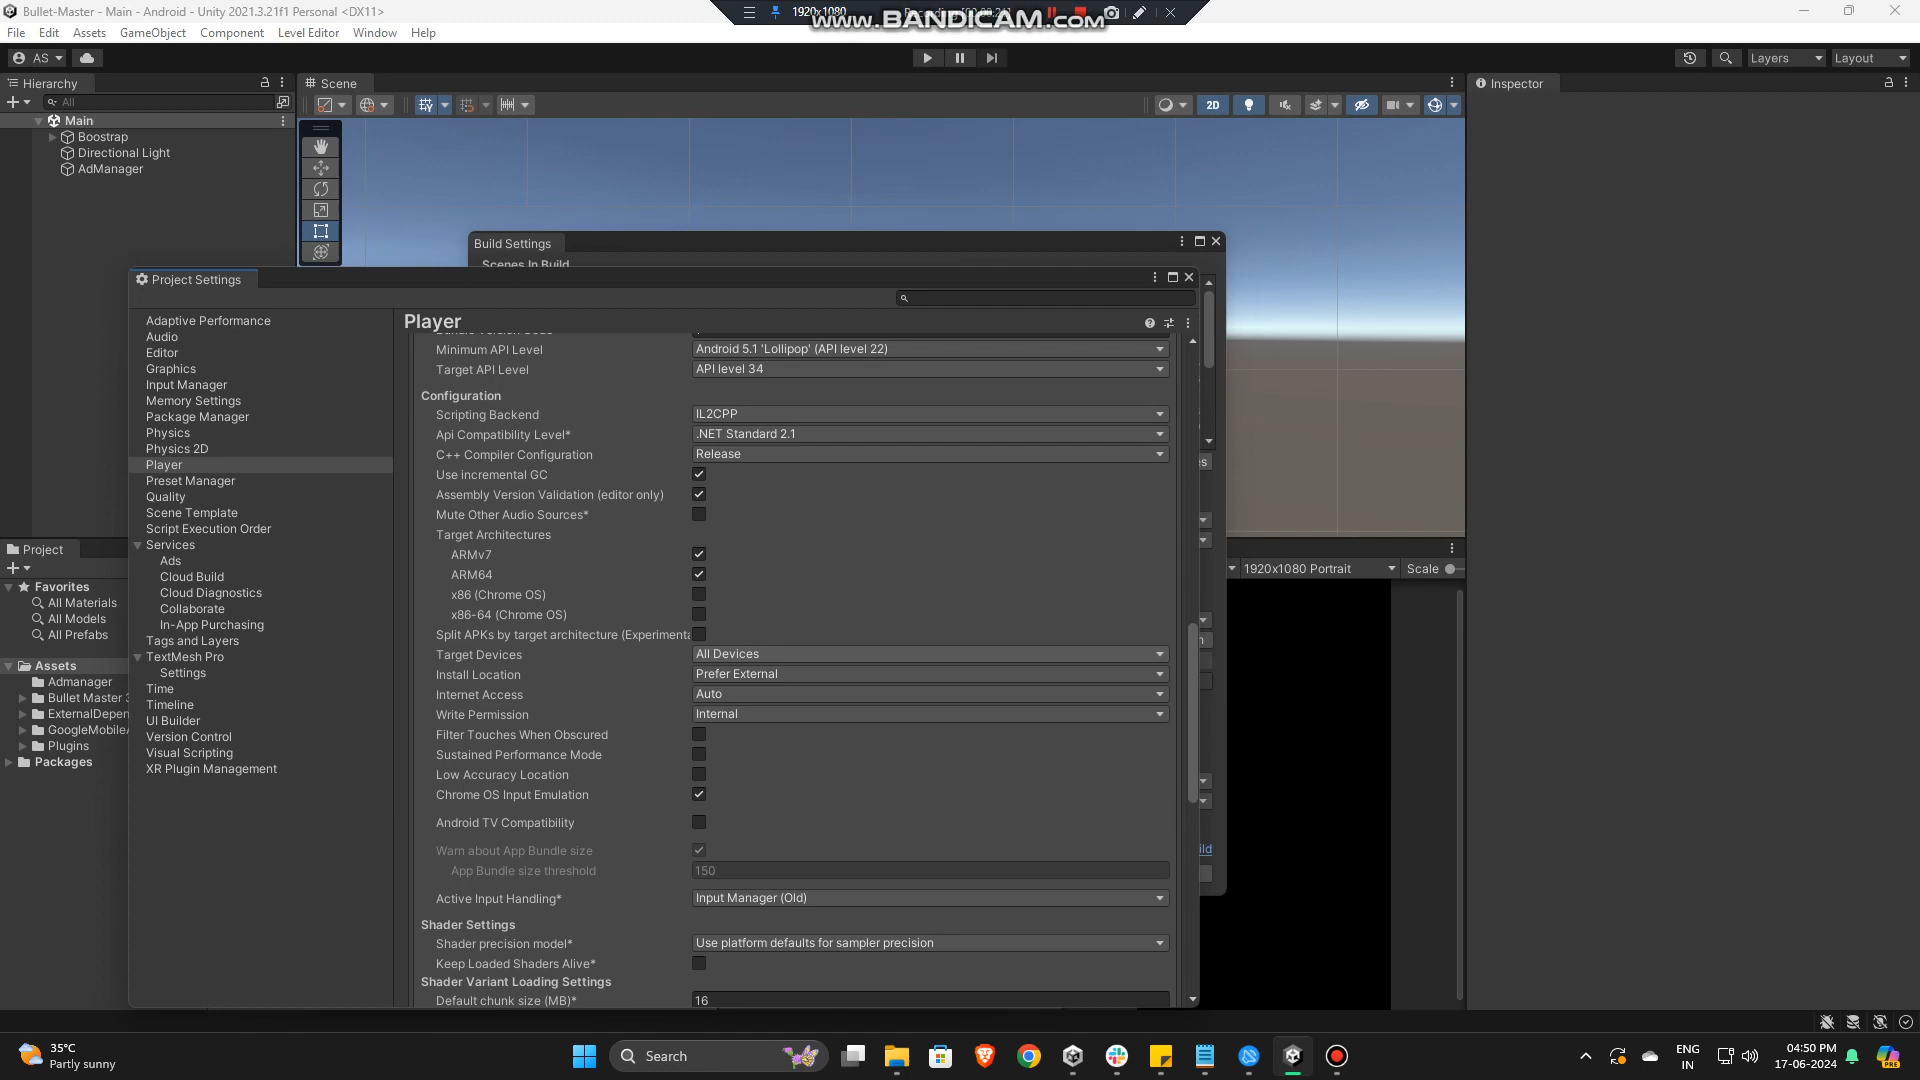 Bullet-Master - Main - Android - Unity 2021.3.21f1 Personal <DX11>
1920x1080
www.BANDICAM.com
File Edit Assets GameObject Component Level Editor Window Help
AS
Layers
Layout
Hierarchy
Scene
Inspector
All
2D
Main
Boostrap
Directional Light
AdManager
Build Settings
Scenes In Build
Project Settings
Adaptive Performance
Audio
Editor
Graphics
Input Manager
Memory Settings
Package Manager
Physics
Physics 2D
Player
Preset Manager
Quality
Scene Template
Script Execution Order
Services
Ads
Cloud Build
Cloud Diagnostics
Collaborate
In-App Purchasing
Tags and Layers
TextMesh Pro
Settings
Time
Timeline
UI Builder
Version Control
Visual Scripting
XR Plugin Management
Player
Minimum API Level Android 5.1 'Lollipop' (API level 22)
Target API Level API level 34
Configuration
Scripting Backend IL2CPP
Api Compatibility Level* .NET Standard 2.1
C++ Compiler Configuration Release
Use incremental GC
Assembly Version Validation (editor only)
Mute Other Audio Sources*
Target Architectures
ARMv7
ARM64
x86 (Chrome OS)
x86-64 (Chrome OS)
Split APKs by target architecture (Experimenta
Target Devices All Devices
Install Location Prefer External
Internet Access Auto
Write Permission Internal
Filter Touches When Obscured
Sustained Performance Mode
Low Accuracy Location
Chrome OS Input Emulation
Android TV Compatibility
Warn about App Bundle size
App Bundle size threshold 150
Active Input Handling* Input Manager (Old)
Shader Settings
Shader precision model* Use platform defaults for sampler precision
Keep Loaded Shaders Alive*
Shader Variant Loading Settings
Default chunk size (MB)* 16
Project
Favorites
All Materials
All Models
All Prefabs
Assets
Admanager
Bullet Master 3
ExternalDepen
GoogleMobileA
Plugins
Packages
1920x1080 Portrait
Scale
ild
35°C
Partly sunny
Search
ENG
IN
04:50 PM
17-06-2024
PRE